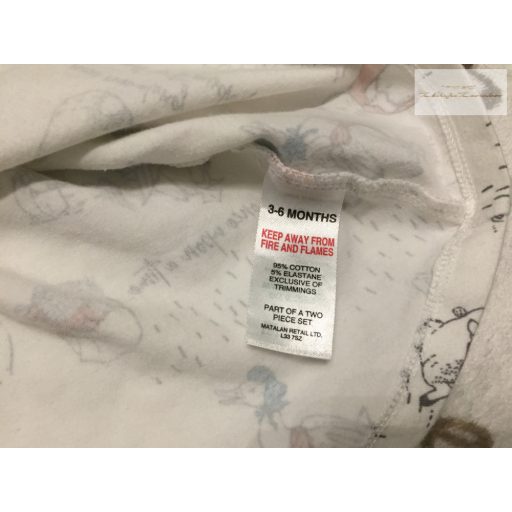 3-6 MONTHS
KEEP AWAY FROM
FIRE AND FLAMES
95% COTTON
5% ELASTANE
EXCLUSIVE OF
TRIMMINGS
PART OF A TWO
PIECE SET
MATALAN RETAIL LTD.
L33 7SZ
upon a